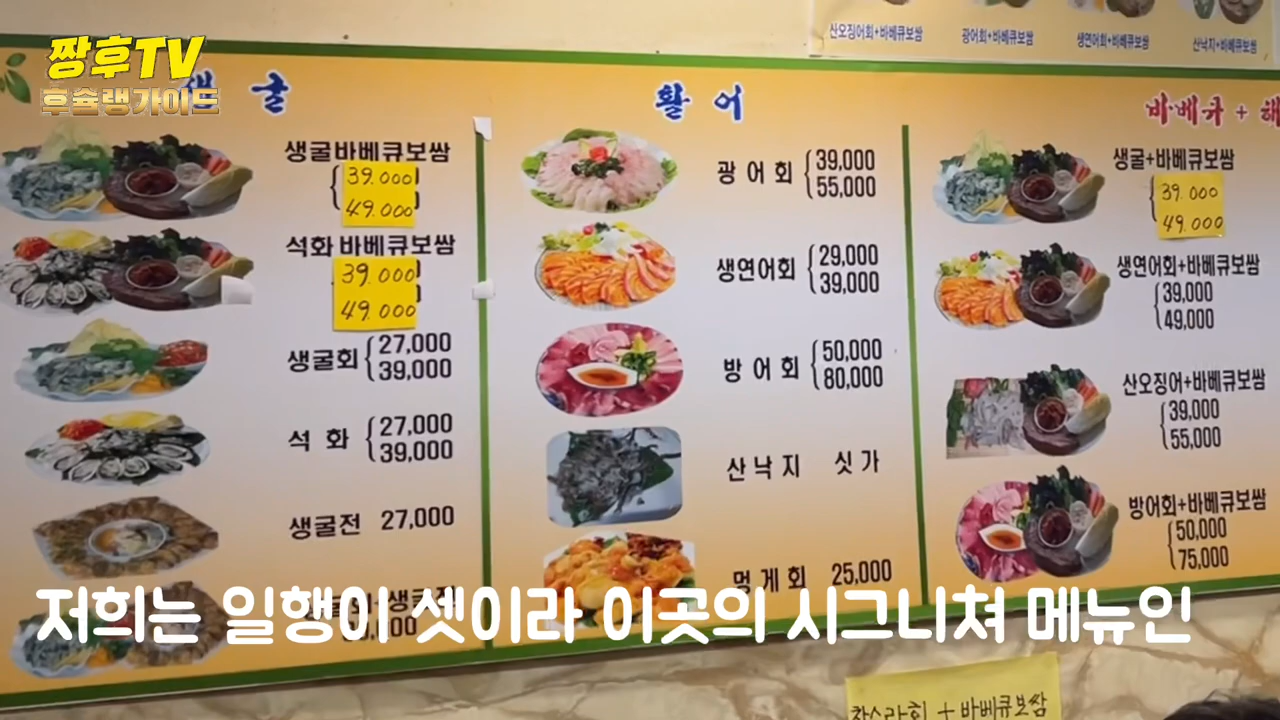 짱후TV
후슐랭가이드
산오징어회+바베큐보쌈
광어회+바베큐보쌈
생연어회+바베큐보쌈
산낙지+바베큐보쌈
굴
생굴바베큐보쌈
39.000
49.000
석화바베큐보쌈
39.000
49.000
생굴회 27,000
39,000
석 화 27,000
39,000
생굴전 27,000
활 어
광 어 회 39,000
55,000
생연어회 29,000
39,000
방 어 회 50,000
80,000
산낙지 싯가
멍게회 25,000
바베큐 + 해
생굴+바베큐보쌈
39.000
49.000
생연어회+바베큐보쌈
39,000
49,000
산오징어+바베큐보쌈
39,000
55,000
방어회+바베큐보쌈
50,000
75,000
저희는 일행이 셋이라 이곳의 시그니쳐 메뉴인
+바베큐보쌈